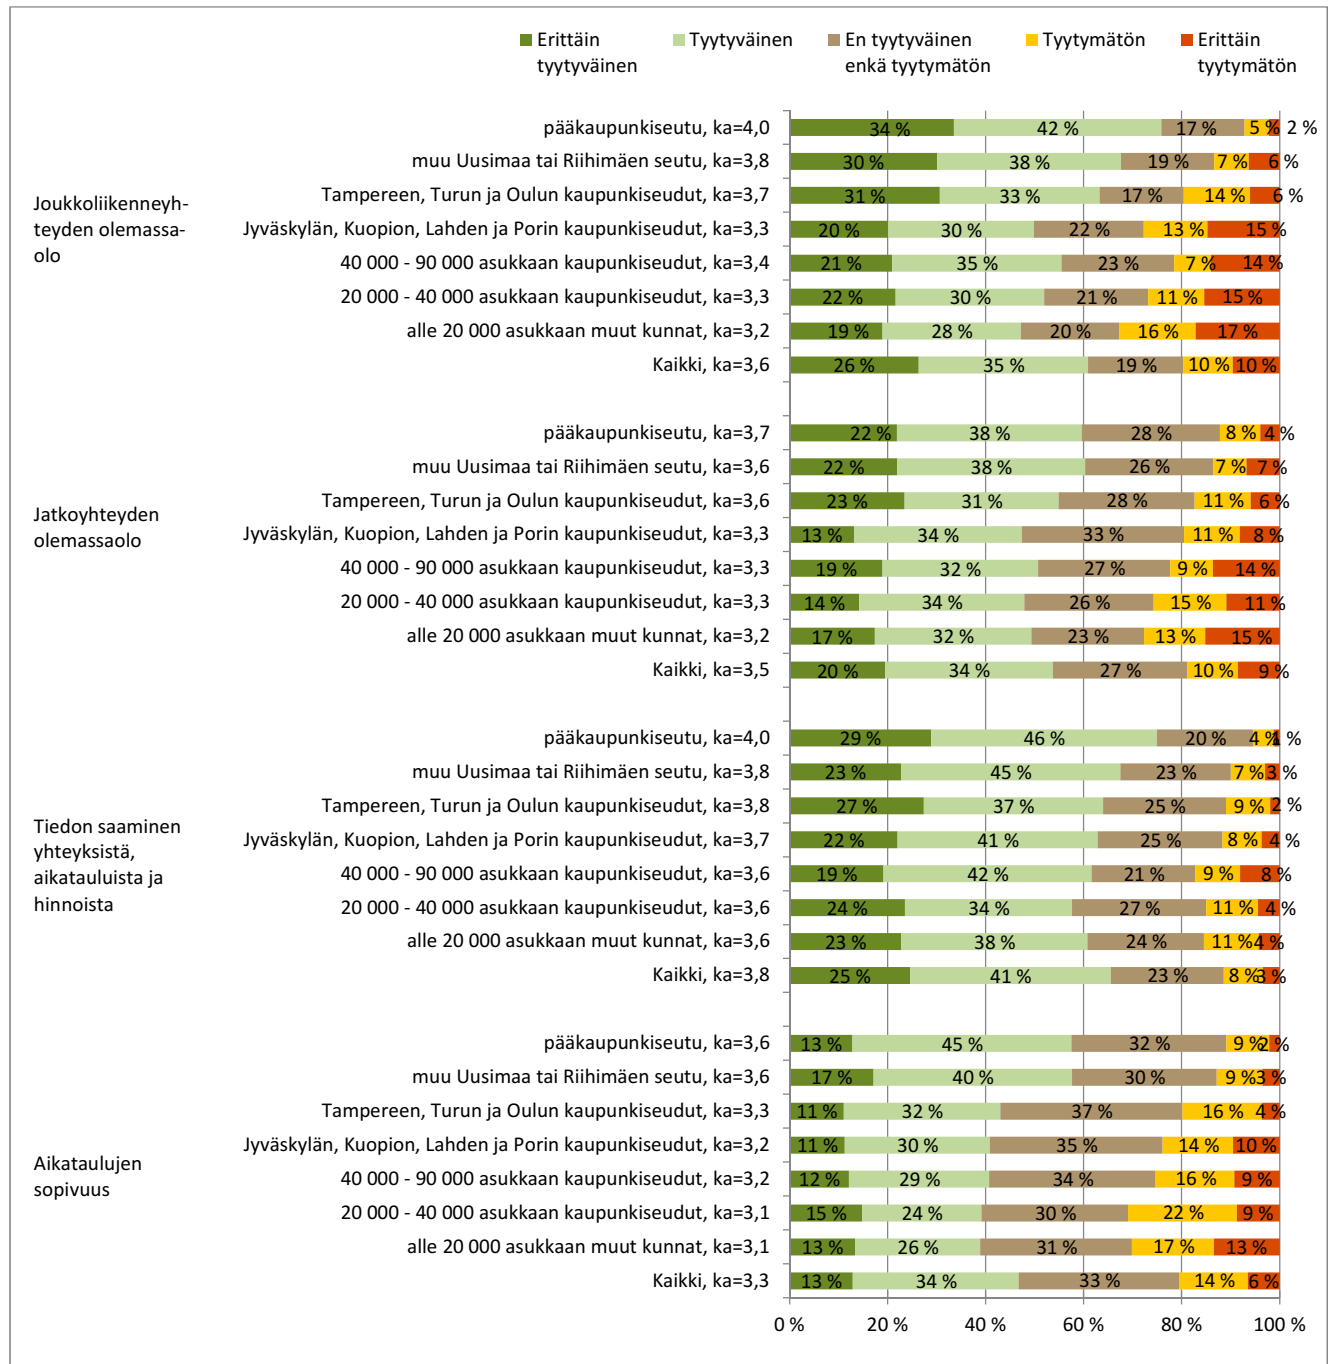 Erittäin tyytyväinen
Tyytyväinen
En tyytyväinen enkä tyytymätön
Tyytymätön
Erittäin tyytymätön
Joukkoliikenneyh-
teyden olemassa-
olo
pääkaupunkiseutu, ka=4,0 34 % 42 % 17 % 5 % 2 %
muu Uusimaa tai Riihimäen seutu, ka=3,8 30 % 38 % 19 % 7 % 6 %
Tampereen, Turun ja Oulun kaupunkiseudut, ka=3,7 31 % 33 % 17 % 14 % 6 %
Jyväskylän, Kuopion, Lahden ja Porin kaupunkiseudut, ka=3,3 20 % 30 % 22 % 13 % 15 %
40 000 - 90 000 asukkaan kaupunkiseudut, ka=3,4 21 % 35 % 23 % 7 % 14 %
20 000 - 40 000 asukkaan kaupunkiseudut, ka=3,3 22 % 30 % 21 % 11 % 15 %
alle 20 000 asukkaan muut kunnat, ka=3,2 19 % 28 % 20 % 16 % 17 %
Kaikki, ka=3,6 26 % 35 % 19 % 10 % 10 %
Jatkoyhteyden
olemassaolo
pääkaupunkiseutu, ka=3,7 22 % 38 % 28 % 8 % 4 %
muu Uusimaa tai Riihimäen seutu, ka=3,6 22 % 38 % 26 % 7 % 7 %
Tampereen, Turun ja Oulun kaupunkiseudut, ka=3,6 23 % 31 % 28 % 11 % 6 %
Jyväskylän, Kuopion, Lahden ja Porin kaupunkiseudut, ka=3,3 13 % 34 % 33 % 11 % 8 %
40 000 - 90 000 asukkaan kaupunkiseudut, ka=3,3 19 % 32 % 27 % 9 % 14 %
20 000 - 40 000 asukkaan kaupunkiseudut, ka=3,3 14 % 34 % 26 % 15 % 11 %
alle 20 000 asukkaan muut kunnat, ka=3,2 17 % 32 % 23 % 13 % 15 %
Kaikki, ka=3,5 20 % 34 % 27 % 10 % 9 %
Tiedon saaminen
yhteyksistä,
aikatauluista ja
hinnoista
pääkaupunkiseutu, ka=4,0 29 % 46 % 20 % 4 % 1 %
muu Uusimaa tai Riihimäen seutu, ka=3,8 23 % 45 % 23 % 7 % 3 %
Tampereen, Turun ja Oulun kaupunkiseudut, ka=3,8 27 % 37 % 25 % 9 % 2 %
Jyväskylän, Kuopion, Lahden ja Porin kaupunkiseudut, ka=3,7 22 % 41 % 25 % 8 % 4 %
40 000 - 90 000 asukkaan kaupunkiseudut, ka=3,6 19 % 42 % 21 % 9 % 8 %
20 000 - 40 000 asukkaan kaupunkiseudut, ka=3,6 24 % 34 % 27 % 11 % 4 %
alle 20 000 asukkaan muut kunnat, ka=3,6 23 % 38 % 24 % 11 % 4 %
Kaikki, ka=3,8 25 % 41 % 23 % 8 % 3 %
Aikataulujen
sopivuus
pääkaupunkiseutu, ka=3,6 13 % 45 % 32 % 9 % 2 %
muu Uusimaa tai Riihimäen seutu, ka=3,6 17 % 40 % 30 % 9 % 3 %
Tampereen, Turun ja Oulun kaupunkiseudut, ka=3,3 11 % 32 % 37 % 16 % 4 %
Jyväskylän, Kuopion, Lahden ja Porin kaupunkiseudut, ka=3,2 11 % 30 % 35 % 14 % 10 %
40 000 - 90 000 asukkaan kaupunkiseudut, ka=3,2 12 % 29 % 34 % 16 % 9 %
20 000 - 40 000 asukkaan kaupunkiseudut, ka=3,1 15 % 24 % 30 % 22 % 9 %
alle 20 000 asukkaan muut kunnat, ka=3,1 13 % 26 % 31 % 17 % 13 %
Kaikki, ka=3,3 13 % 34 % 33 % 14 % 6 %
0 % 20 % 40 % 60 % 80 % 100 %